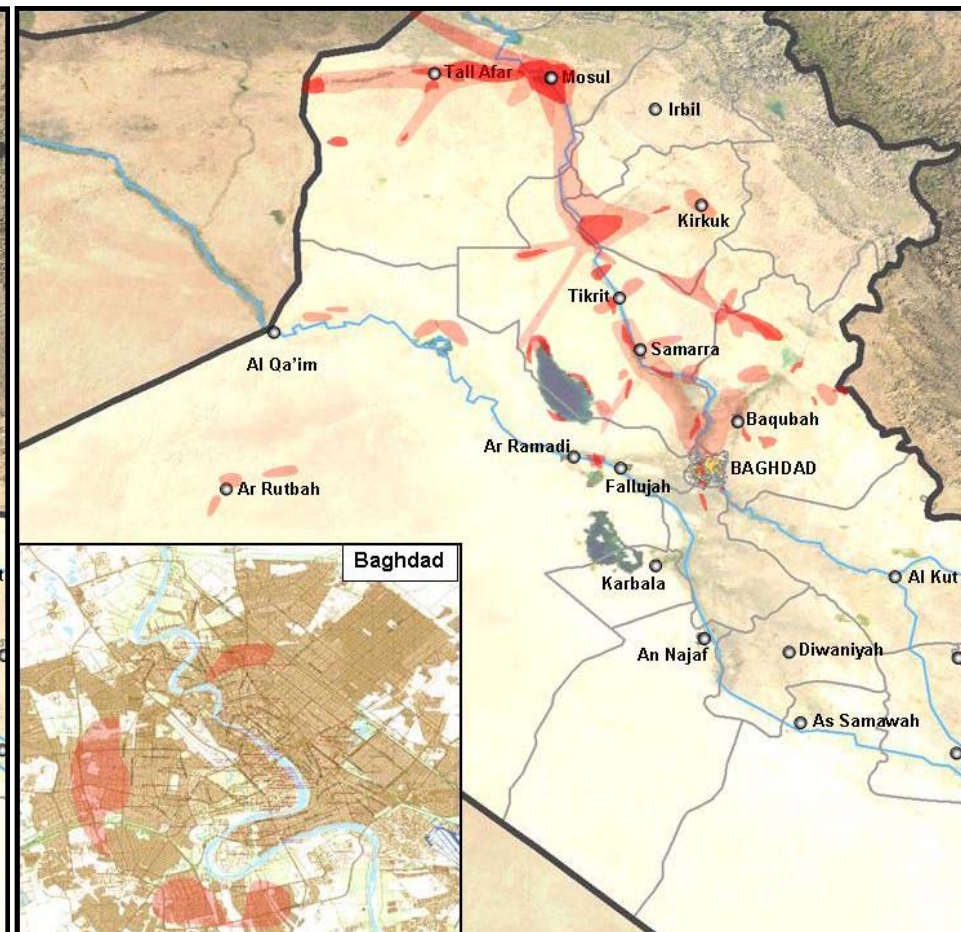 Tall Afar
Mosul
Irbil
Kirkuk
Tikrit
Samarra
Al Qa'im
Baqubah
Ar Ramadi
BAGHDAD
Fallujah
Ar Rutbah
Baghdad
Karbala
Al Kut
An Najaf
Diwaniyah
As Samawah